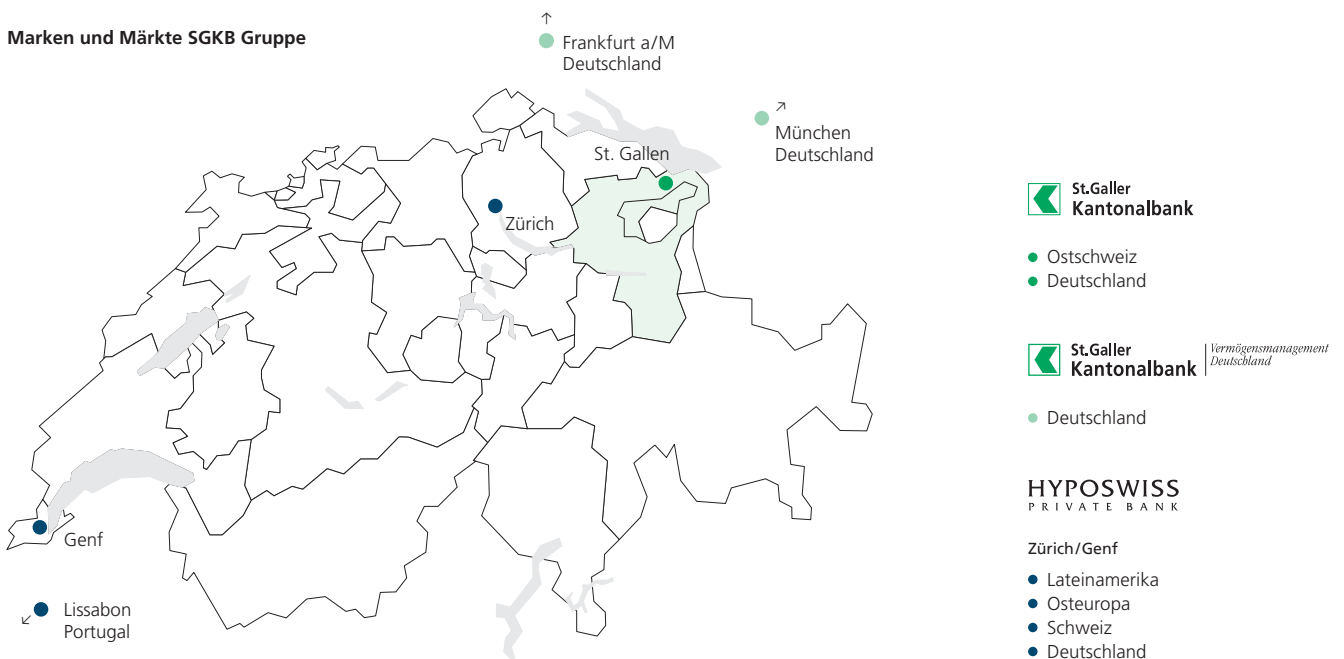 Marken und Märkte SGKB Gruppe
↑
Frankfurt a/M
Deutschland
↗
München
Deutschland
St. Gallen
Zürich
Genf
↙
Lissabon
Portugal
St.Galler
Kantonalbank
Ostschweiz
Deutschland
St.Galler
Kantonalbank
Vermögensmanagement
Deutschland
Deutschland
HYPOSWISS
PRIVATE BANK
Zürich/Genf
Lateinamerika
Osteuropa
Schweiz
Deutschland